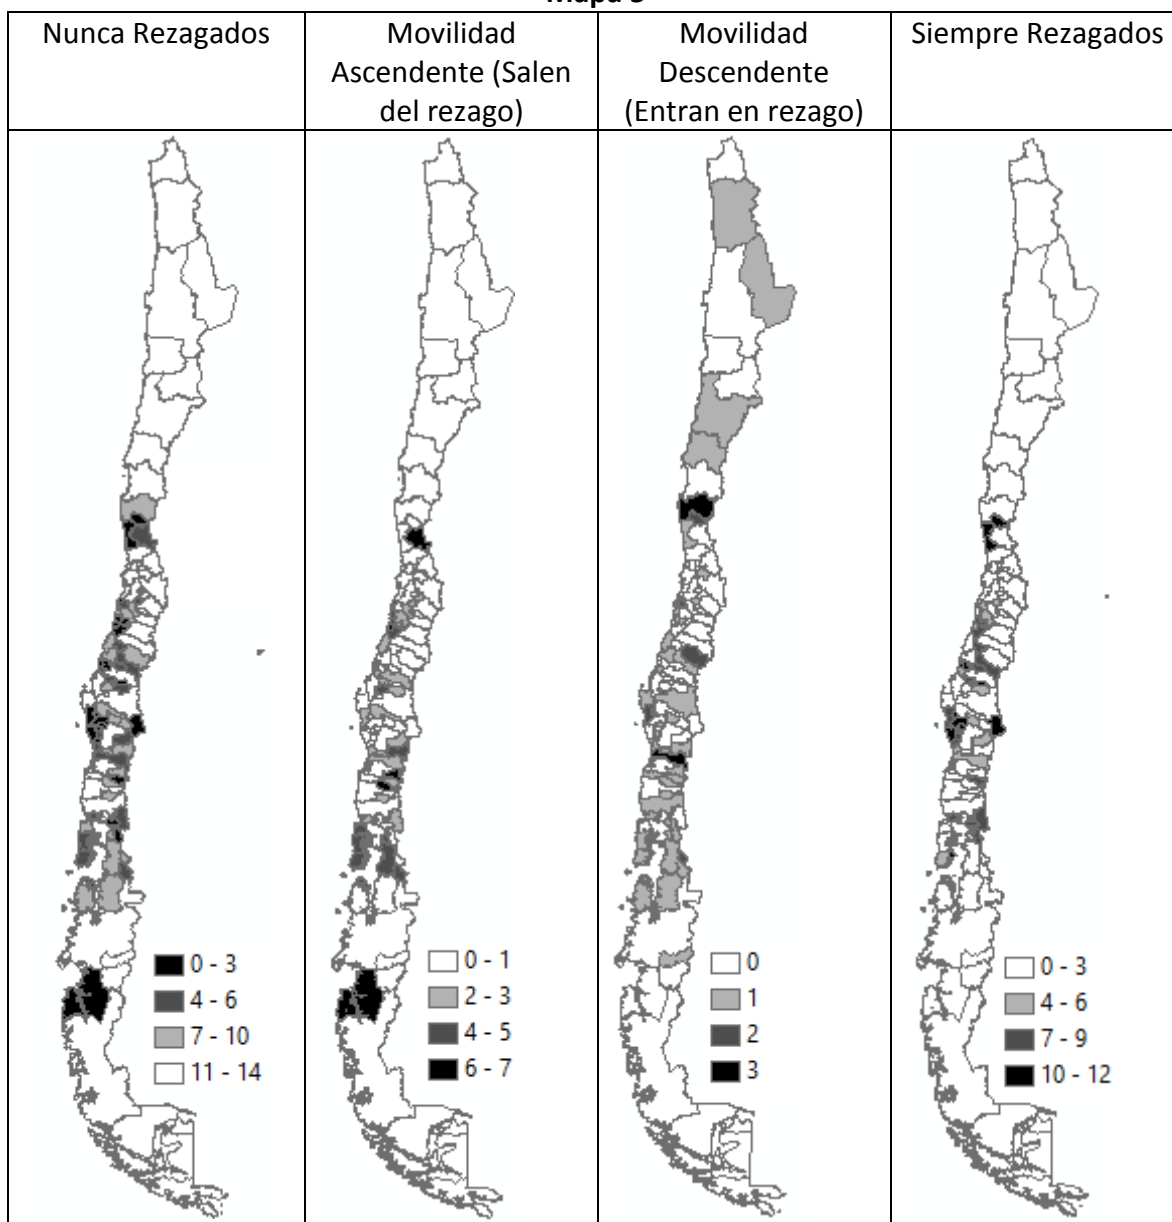 Mapa 3
Nunca Rezagados
Movilidad
Ascendente (Salen
del rezago)
Movilidad
Descendente
(Entran en rezago)
Siempre Rezagados
0 - 3
4 - 6
7 - 10
11 - 14
0 - 1
2 - 3
4 - 5
6 - 7
0
1
2
3
0 - 3
4 - 6
7 - 9
10 - 12